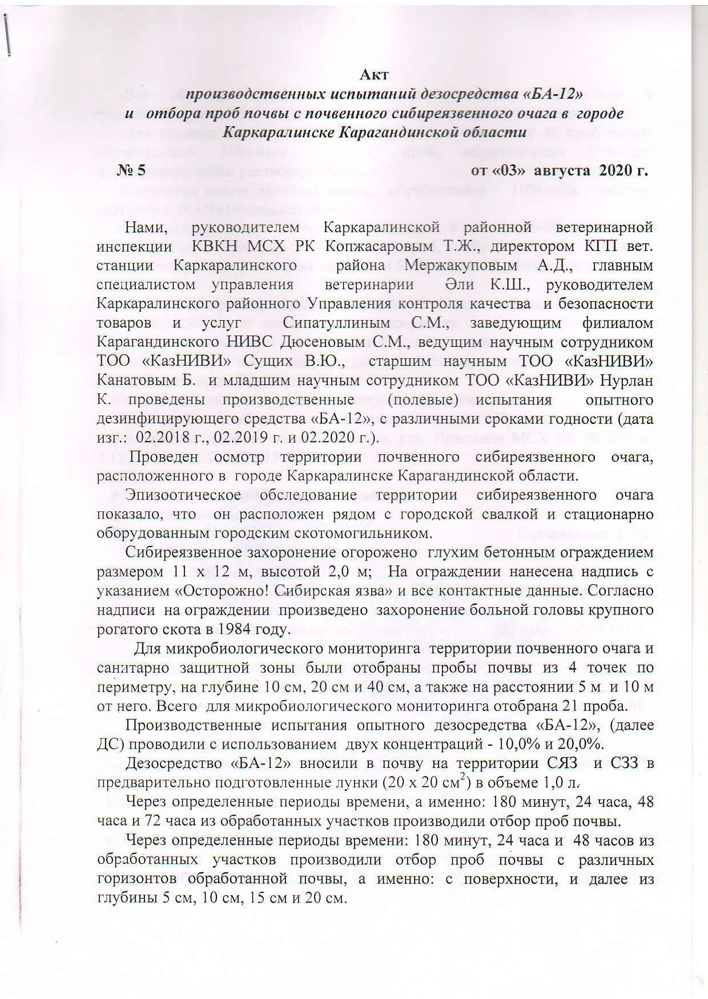 Акт
производственных испытаний дезосредства «БА-12»
и отбора проб почвы с почвенного сибиреязвенного очага в городе
Каркаралинске Карагандинской области
№ 5 от «03» августа 2020 г.
Нами, руководителем Каркаралинской районной ветеринарной
инспекции КВКН МСХ РК Копжасаровым Т.Ж., директором КГП вет.
станции Каркаралинского района Мержакуповым А.Д., главным
специалистом управления ветеринарии Әли К.Ш., руководителем
Каркаралинского районного Управления контроля качества и безопасности
товаров и услуг Сипатуллиным С.М., заведующим филиалом
Карагандинского НИВС Дюсеновым С.М., ведущим научным сотрудником
ТОО «КазНИВИ» Сущих В.Ю., старшим научным ТОО «КазНИВИ»
Канатовым Б. и младшим научным сотрудником ТОО «КазНИВИ» Нурлан
К. проведены производственные (полевые) испытания опытного
дезинфицирующего средства «БА-12», с различными сроками годности (дата
изг.: 02.2018 г., 02.2019 г. и 02.2020 г.).
Проведен осмотр территории почвенного сибиреязвенного очага,
расположенного в городе Каркаралинске Карагандинской области.
Эпизоотическое обследование территории сибиреязвенного очага
показало, что он расположен рядом с городской свалкой и стационарно
оборудованным городским скотомогильником.
Сибиреязвенное захоронение огорожено глухим бетонным ограждением
размером 11 х 12 м, высотой 2,0 м; На ограждении нанесена надпись с
указанием «Осторожно! Сибирская язва» и все контактные данные. Согласно
надписи на ограждении произведено захоронение больной головы крупного
рогатого скота в 1984 году.
Для микробиологического мониторинга территории почвенного очага и
санитарно защитной зоны были отобраны пробы почвы из 4 точек по
периметру, на глубине 10 см, 20 см и 40 см, а также на расстоянии 5 м и 10 м
от него. Всего для микробиологического мониторинга отобрана 21 проба.
Производственные испытания опытного дезосредства «БА-12», (далее
ДС) проводили с использованием двух концентраций - 10,0% и 20,0%.
Дезосредство «БА-12» вносили в почву на территории СЯЗ и СЗЗ в
предварительно подготовленные лунки (20 х 20 см²) в объеме 1,0 л.
Через определенные периоды времени, а именно: 180 минут, 24 часа, 48
часа и 72 часа из обработанных участков производили отбор проб почвы.
Через определенные периоды времени: 180 минут, 24 часа и 48 часов из
обработанных участков производили отбор проб почвы с различных
горизонтов обработанной почвы, а именно: с поверхности, и далее из
глубины 5 см, 10 см, 15 см и 20 см.